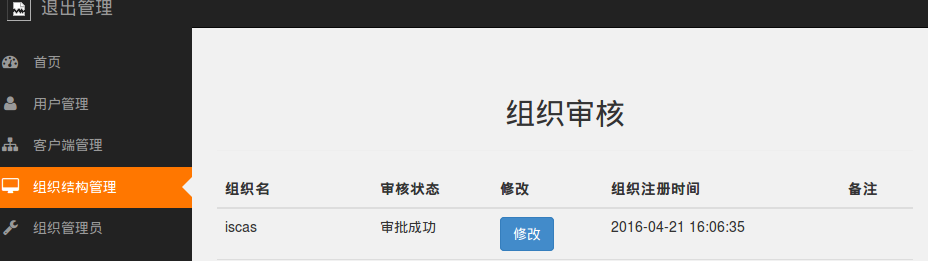 退出管理
首页
用户管理
客户端管理
组织结构管理
组织管理员
组织审核
组织名 审核状态 修改 组织注册时间 备注
iscas 审批成功 修改 2016-04-21 16:06:35